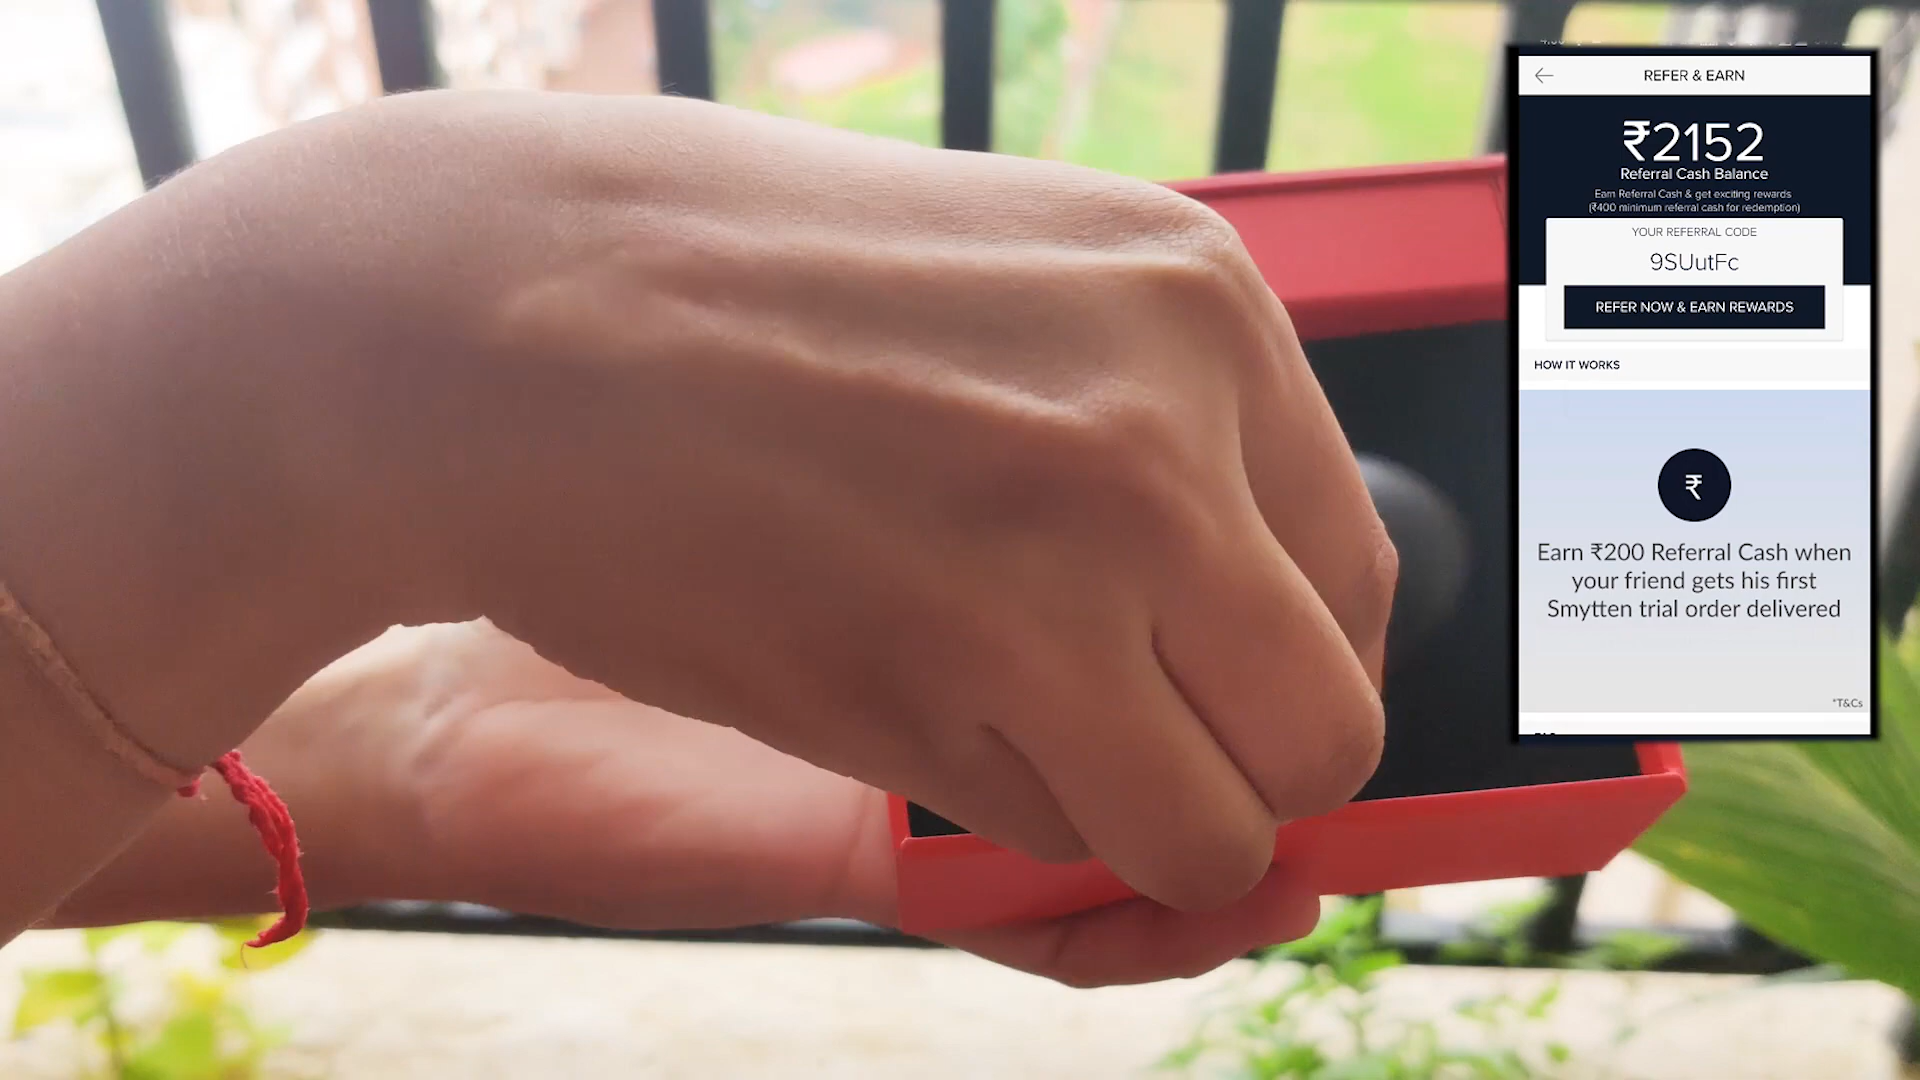 REFER & EARN
₹2152
Referral Cash Balance
Earn Referral Cash & get exciting rewards
(₹400 minimum referral cash for redemption)
YOUR REFERRAL CODE
9SUutFc
REFER NOW & EARN REWARDS
HOW IT WORKS
₹
Earn ₹200 Referral Cash when
your friend gets his first
Smytten trial order delivered
*T&Cs